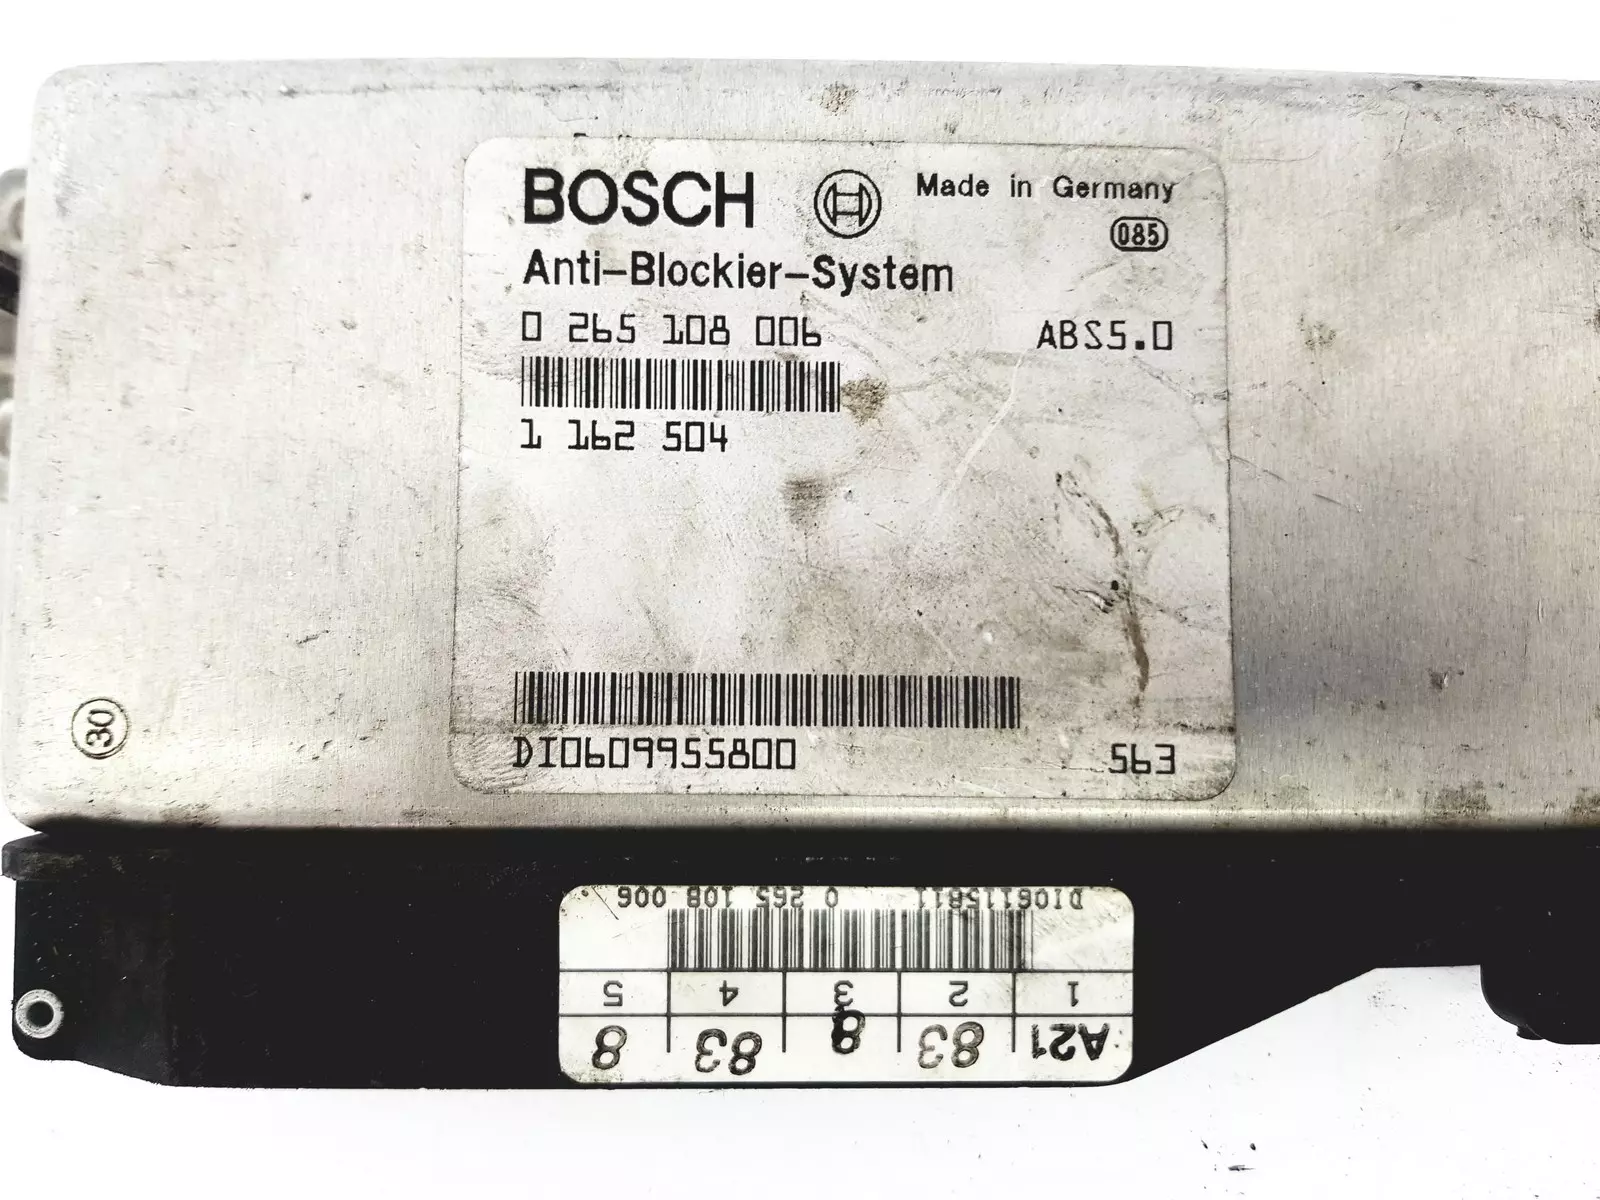 BOSCH
Made in Germany
085
Anti-Blockier-System
0 265 108 006
ABS5.0
1 162 504
DI0609955800
563
30
DI06115811 0 265 108 006
1 2 3 4 5
A21 83 8 83 8